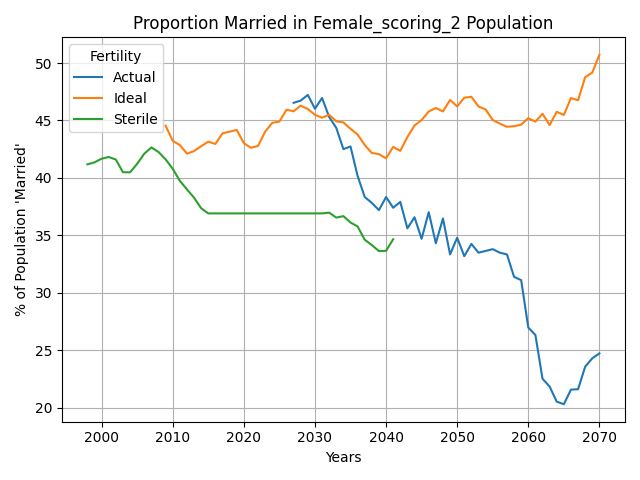 Proportion Married in Female_scoring_2 Population
% of Population 'Married'
50
45
40
35
30
25
20
Fertility
Actual
Ideal
Sterile
2000 2010 2020 2030 2040 2050 2060 2070
Years